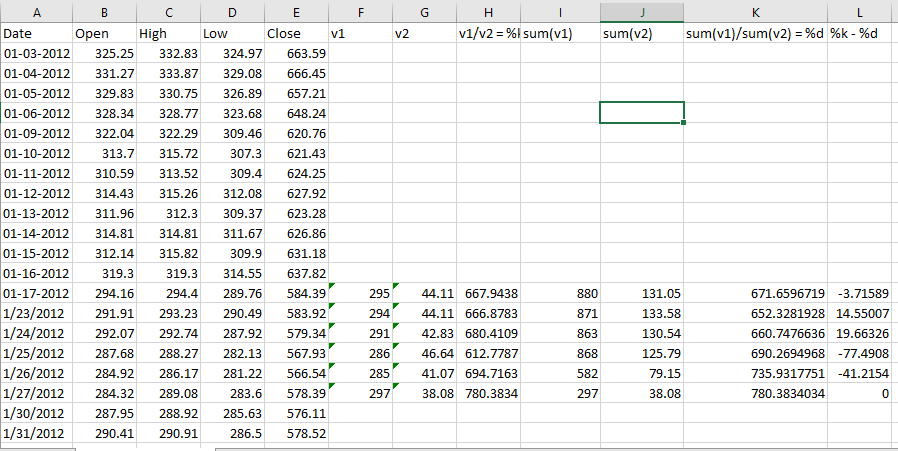 A B C D E F G H I J K L
Date Open High Low Close v1 v2 v1/v2 = %k sum(v1) sum(v2) sum(v1)/sum(v2) = %d %k - %d
01-03-2012 325.25 332.83 324.97 663.59
01-04-2012 331.27 333.87 329.08 666.45
01-05-2012 329.83 330.75 326.89 657.21
01-06-2012 328.34 328.77 323.68 648.24
01-09-2012 322.04 322.29 309.46 620.76
01-10-2012 313.7 315.72 307.3 621.43
01-11-2012 310.59 313.52 309.4 624.25
01-12-2012 314.43 315.26 312.08 627.92
01-13-2012 311.96 312.3 309.37 623.28
01-14-2012 314.81 314.81 311.67 626.86
01-15-2012 312.14 315.82 309.9 631.18
01-16-2012 319.3 319.3 314.55 637.82
01-17-2012 294.16 294.4 289.76 584.39 295 44.11 667.9438 880 131.05 671.6596719 -3.71589
1/23/2012 291.91 293.23 290.49 583.92 294 44.11 666.8783 871 133.58 652.3281928 14.55007
1/24/2012 292.07 292.74 287.92 579.34 291 42.83 680.4109 863 130.54 660.7476636 19.66326
1/25/2012 287.68 288.27 282.13 567.93 286 46.64 612.7787 868 125.79 690.2694968 -77.4908
1/26/2012 284.92 286.17 281.22 566.54 285 41.07 694.7163 582 79.15 735.9317751 -41.2154
1/27/2012 284.32 289.08 283.6 578.39 297 38.08 780.3834 297 38.08 780.3834034 0
1/30/2012 287.95 288.92 285.63 576.11
1/31/2012 290.41 290.91 286.5 578.52